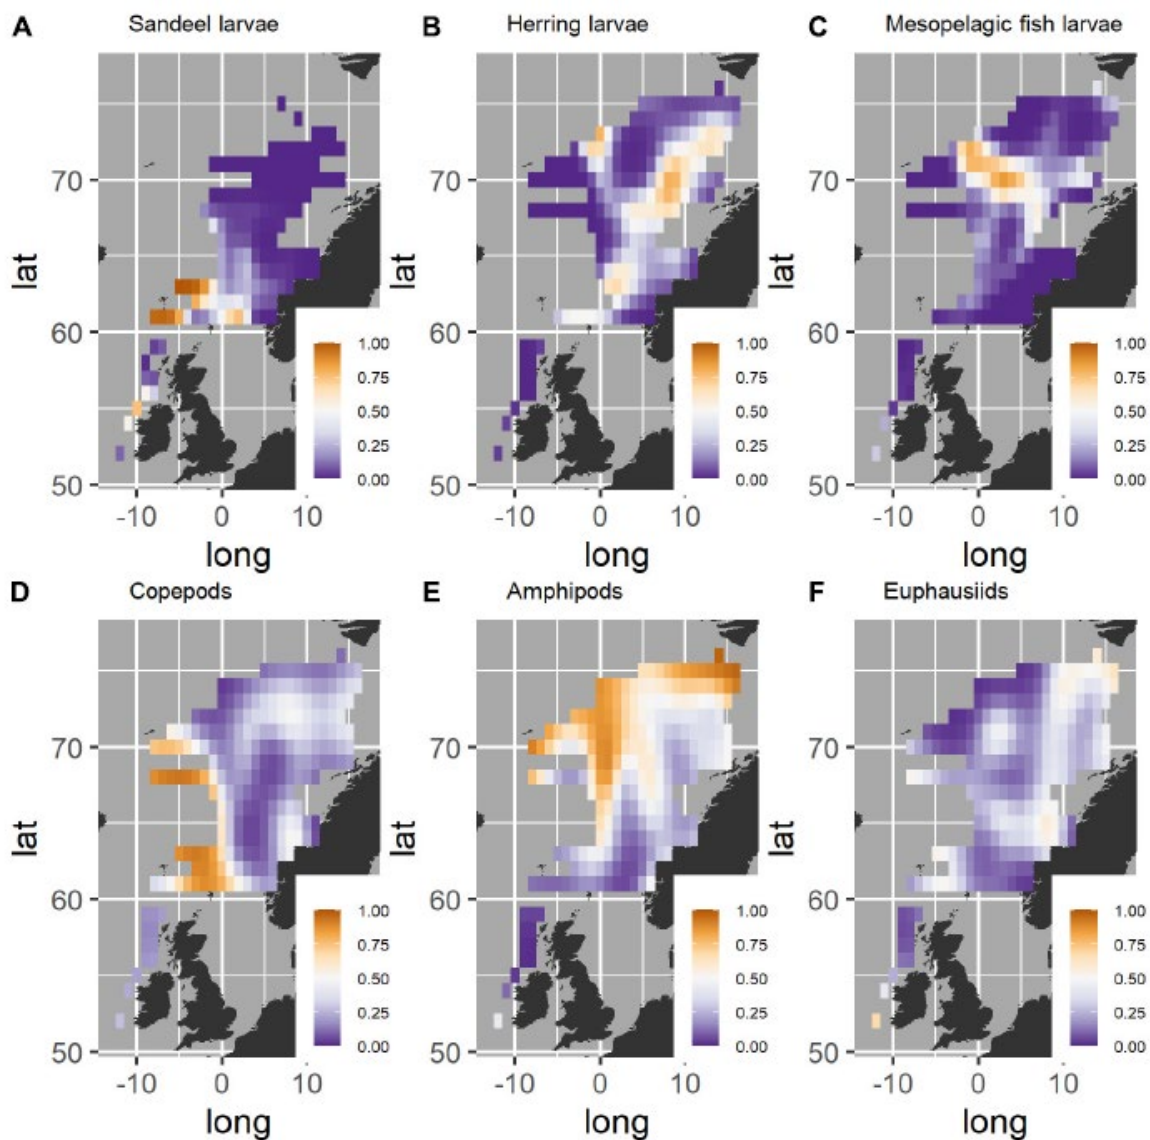 A Sandeel larvae
B Herring larvae
C Mesopelagic fish larvae
lat
70
60
50
-10 0 10
long
1.00
0.75
0.50
0.25
0.00
lat
70
60
50
-10 0 10
long
1.00
0.75
0.50
0.25
0.00
lat
70
60
50
-10 0 10
long
1.00
0.75
0.50
0.25
0.00
D Copepods
E Amphipods
F Euphausiids
lat
70
60
50
-10 0 10
long
1.00
0.75
0.50
0.25
0.00
lat
70
60
50
-10 0 10
long
1.00
0.75
0.50
0.25
0.00
lat
70
60
50
-10 0 10
long
1.00
0.75
0.50
0.25
0.00